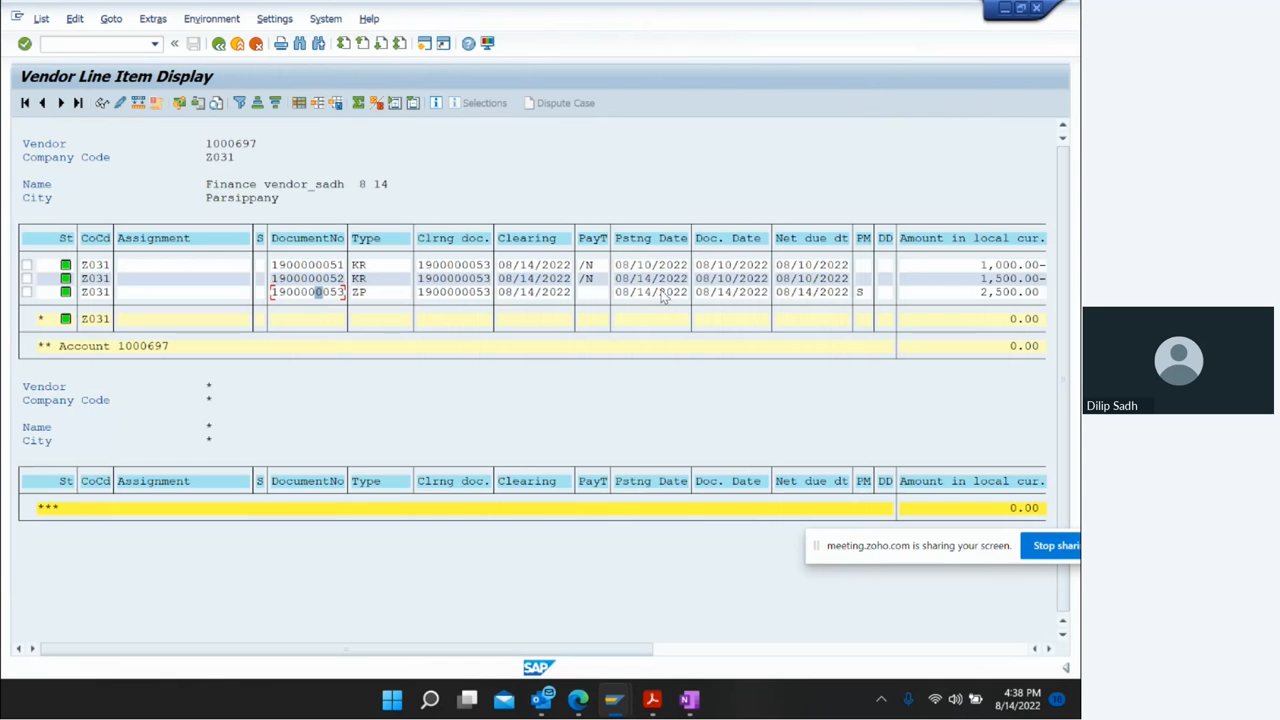 List Edit Goto Extras Environment Settings System Help
Vendor Line Item Display
Selections Dispute Case
Vendor 1000697
Company Code Z031
Name Finance vendor_sadh 8 14
City Parsippany
St CoCd Assignment S DocumentNo Type Clrng doc. Clearing PayT Pstng Date Doc. Date Net due dt PM DD Amount in local cur.
Z031 1900000051 KR 1900000053 08/14/2022 /N 08/10/2022 08/10/2022 08/10/2022 1,000.00-
Z031 1900000052 KR 1900000053 08/14/2022 /N 08/10/2022 08/10/2022 08/10/2022 1,500.00-
Z031 1900000053 ZP 1900000053 08/14/2022 08/14/2022 08/14/2022 08/14/2022 S 2,500.00
* Z031 0.00
** Account 1000697 0.00
Vendor *
Company Code *
Name *
City *
St CoCd Assignment S DocumentNo Type Clrng doc. Clearing PayT Pstng Date Doc. Date Net due dt PM DD Amount in local cur.
*** 0.00
Dilip Sadh
meeting.zoho.com is sharing your screen. Stop shari
SAP
4:38 PM
8/14/2022